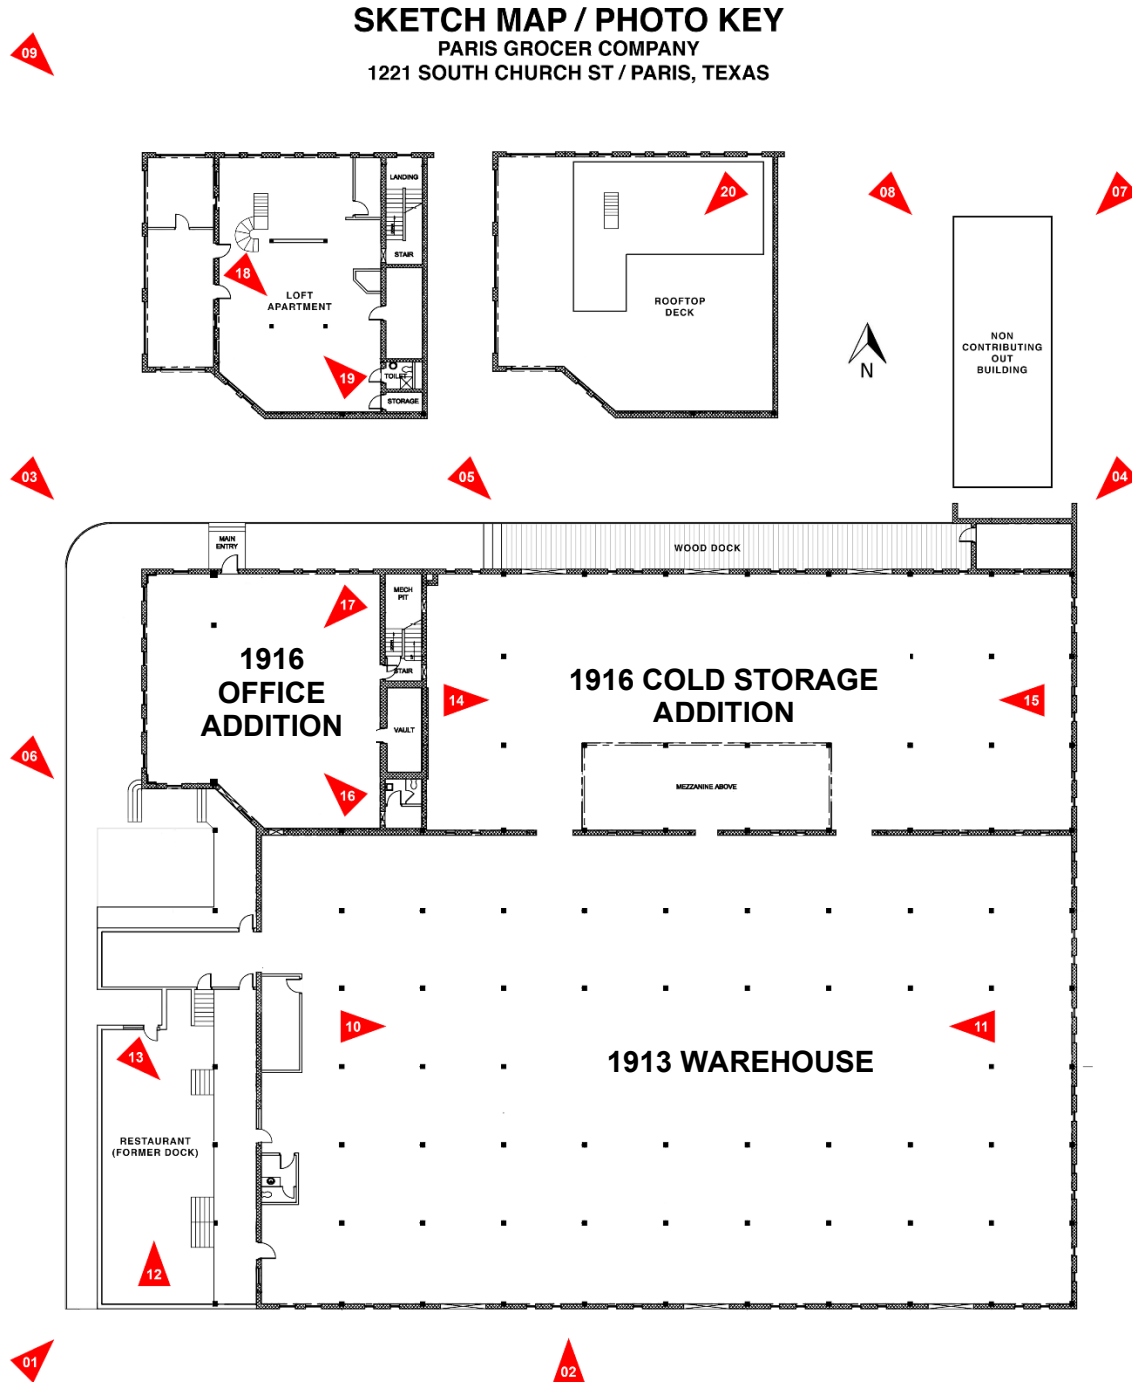 SKETCH MAP / PHOTO KEY
PARIS GROCER COMPANY
1221 SOUTH CHURCH ST / PARIS, TEXAS
09
LANDING
STAIR
18
LOFT
APARTMENT
19
TOILET
STORAGE
20
ROOFTOP
DECK
08
07
N
NON
CONTRIBUTING
OUT
BUILDING
03
05
04
MAIN
ENTRY
WOOD DOCK
MECH
PIT
17
STAIR
1916
OFFICE
ADDITION
14
1916 COLD STORAGE
ADDITION
15
VAULT
06
16
MEZZANINE ABOVE
10
11
1913 WAREHOUSE
13
RESTAURANT
(FORMER DOCK)
12
01
02